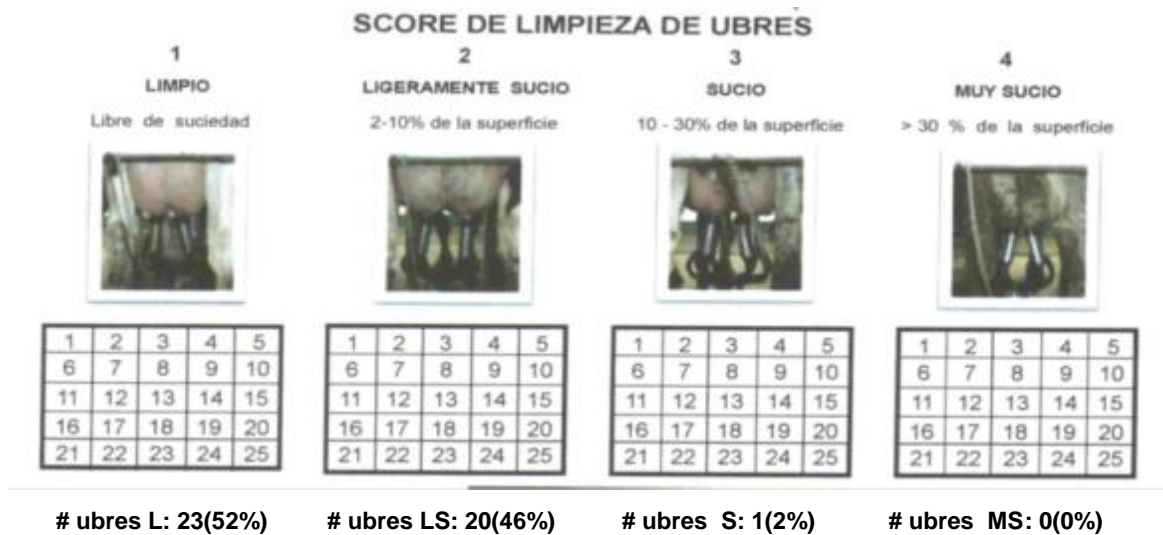 SCORE DE LIMPIEZA DE UBRES
1 2 3 4
LIMPIO LIGERAMENTE SUCIO SUCIO MUY SUCIO
Libre de suciedad 2-10% de la superficie 10 - 30% de la superficie > 30 % de la superficie
1 2 3 4 5 1 2 3 4 5 1 2 3 4 5 1 2 3 4 5
6 7 8 9 10 6 7 8 9 10 6 7 8 9 10 6 7 8 9 10
11 12 13 14 15 11 12 13 14 15 11 12 13 14 15 11 12 13 14 15
16 17 18 19 20 16 17 18 19 20 16 17 18 19 20 16 17 18 19 20
21 22 23 24 25 21 22 23 24 25 21 22 23 24 25 21 22 23 24 25
# ubres L: 23(52%) # ubres LS: 20(46%) # ubres S: 1(2%) # ubres MS: 0(0%)